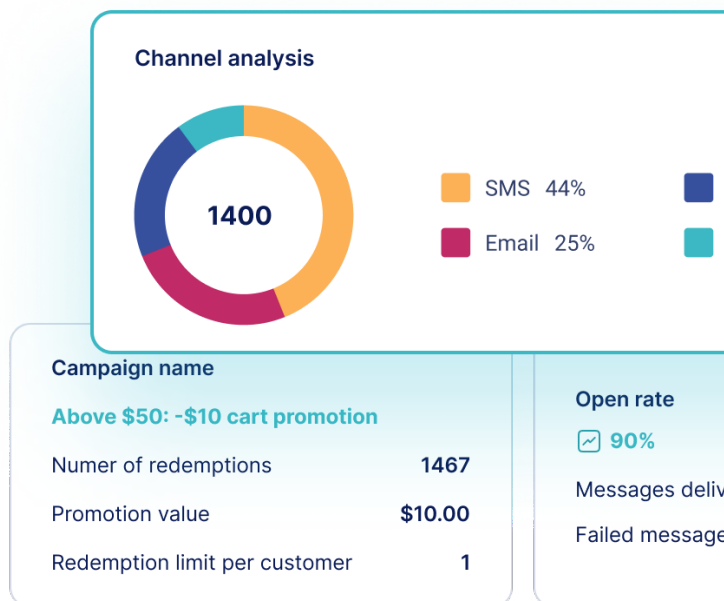 Channel analysis
1400
SMS 44%
Email 25%
Campaign name
Above $50: -$10 cart promotion
Numer of redemptions 1467
Promotion value $10.00
Redemption limit per customer 1
Open rate
90%
Messages deliv
Failed message